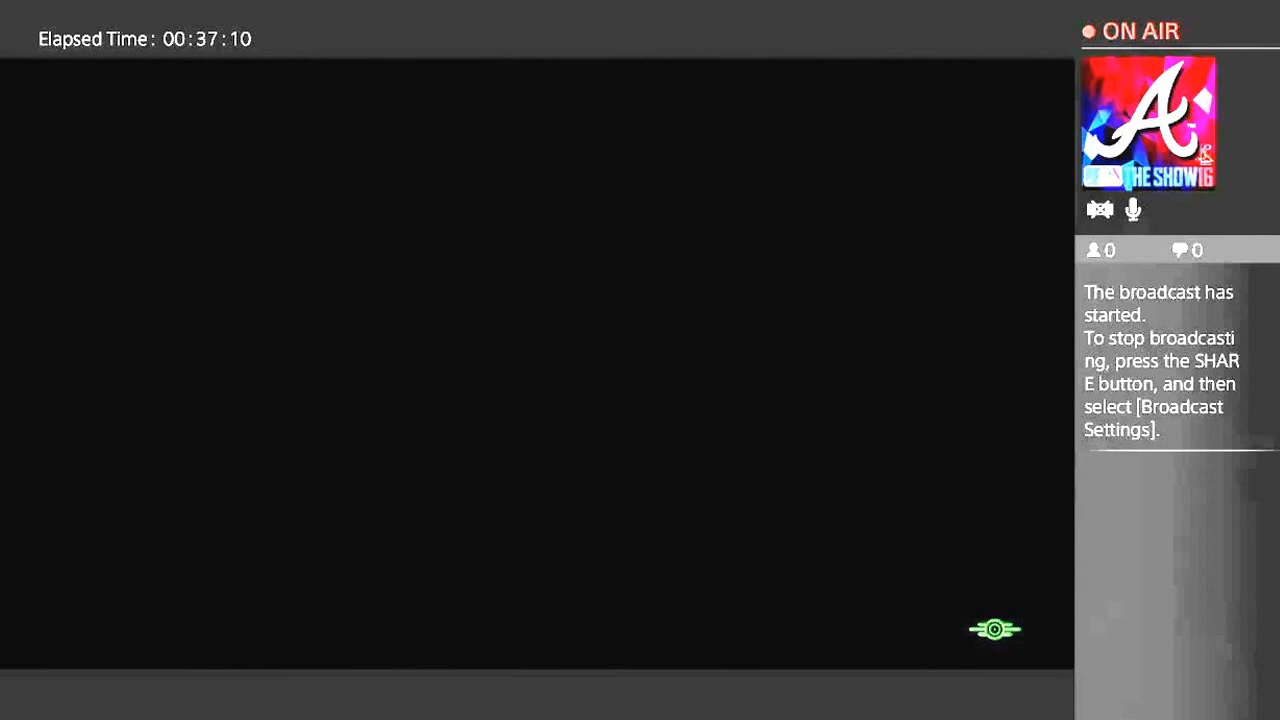 Elapsed Time: 00:37:10
ON AIR
A
THE SHOW16
0 0
The broadcast has
started.
To stop broadcasti
ng, press the SHAR
E button, and then
select [Broadcast
Settings].